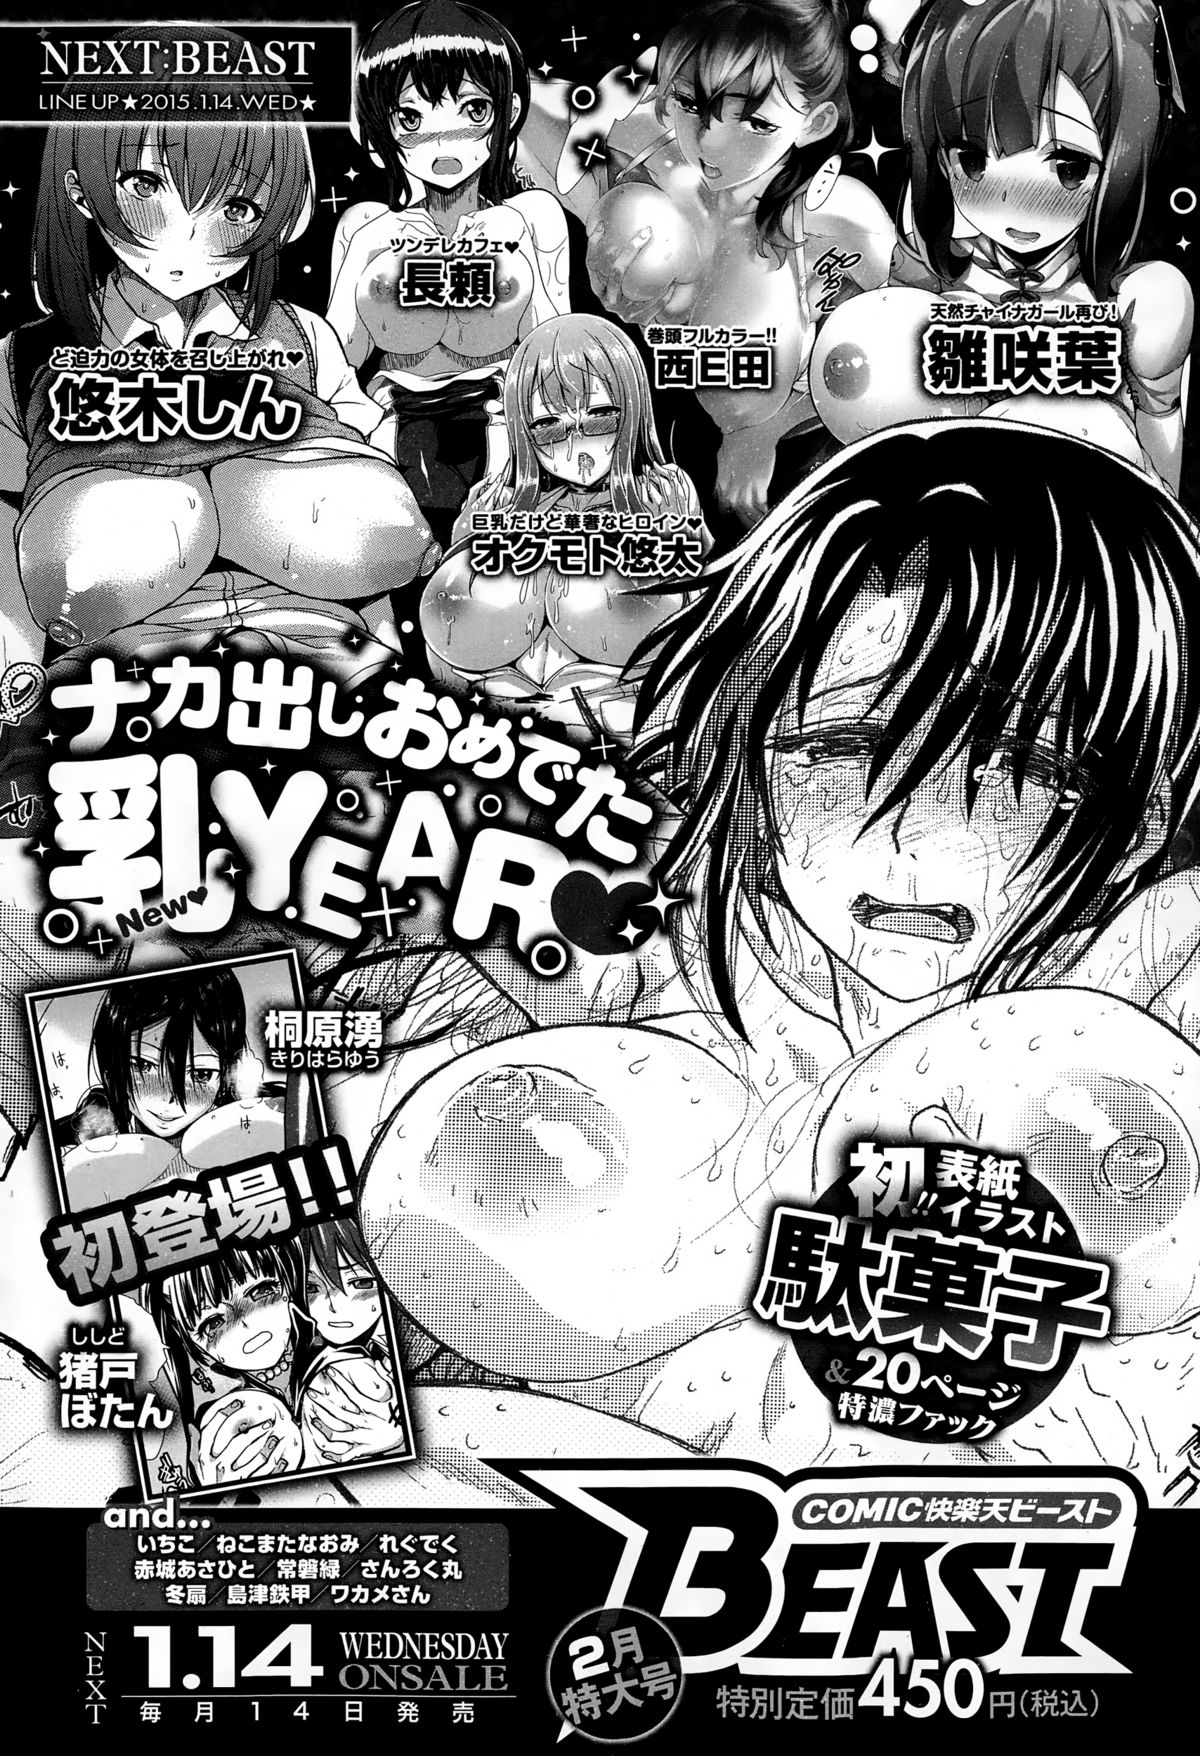 NEXT:BEAST
LINE UP★2015.1.14.WED★
ツンデレカフェ♥
長頼
ど迫力の女体を召し上がれ♥
悠木しん
巻頭フルカラー!!
西E田
天然チャイナガール再び!
雛咲葉
巨乳だけど華奢なヒロイン♥
オクモト悠太
ナカ出しおめでた
乳YEAR♥
New♥
桐原湧
きりはらゆう
は。
は。
は。
初登場!!
ししど
猪戸
ぼたん
初!!表紙
イラスト
駄菓子
&20ページ
特濃ファック
and...
いちこ/ねこまたなおみ/れぐでく
赤城あさひと/常磐緑/さんろく丸
冬扇/島津鉄甲/ワカメさん
NEXT
1.14 WEDNESDAY
ONSALE
毎月14日発売
COMIC快楽天ビースト
BEAST
2月
特大号
特別定価450円(税込)